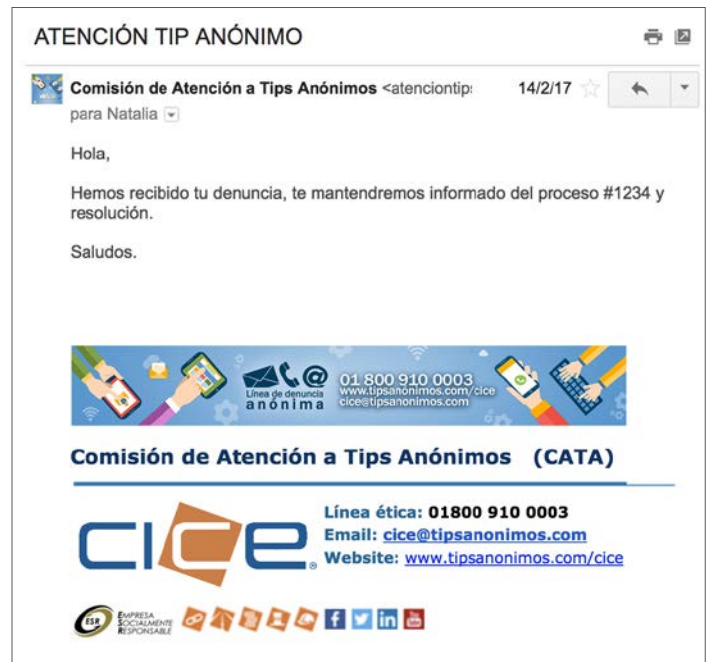 ATENCIÓN TIP ANÓNIMO
Comisión de Atención a Tips Anónimos <atenciontip: 14/2/17
para Natalia
Hola,
Hemos recibido tu denuncia, te mantendremos informado del proceso #1234 y
resolución.
Saludos.
Línea de denuncia
anónima
01 800 910 0003
www.tipsanonimos.com/cice
cice@tipsanonimos.com
Comisión de Atención a Tips Anónimos (CATA)
CICE
Línea ética: 01800 910 0003
Email: cice@tipsanonimos.com
Website: www.tipsanonimos.com/cice
ESR
EMPRESA
SOCIALMENTE
RESPONSABLE